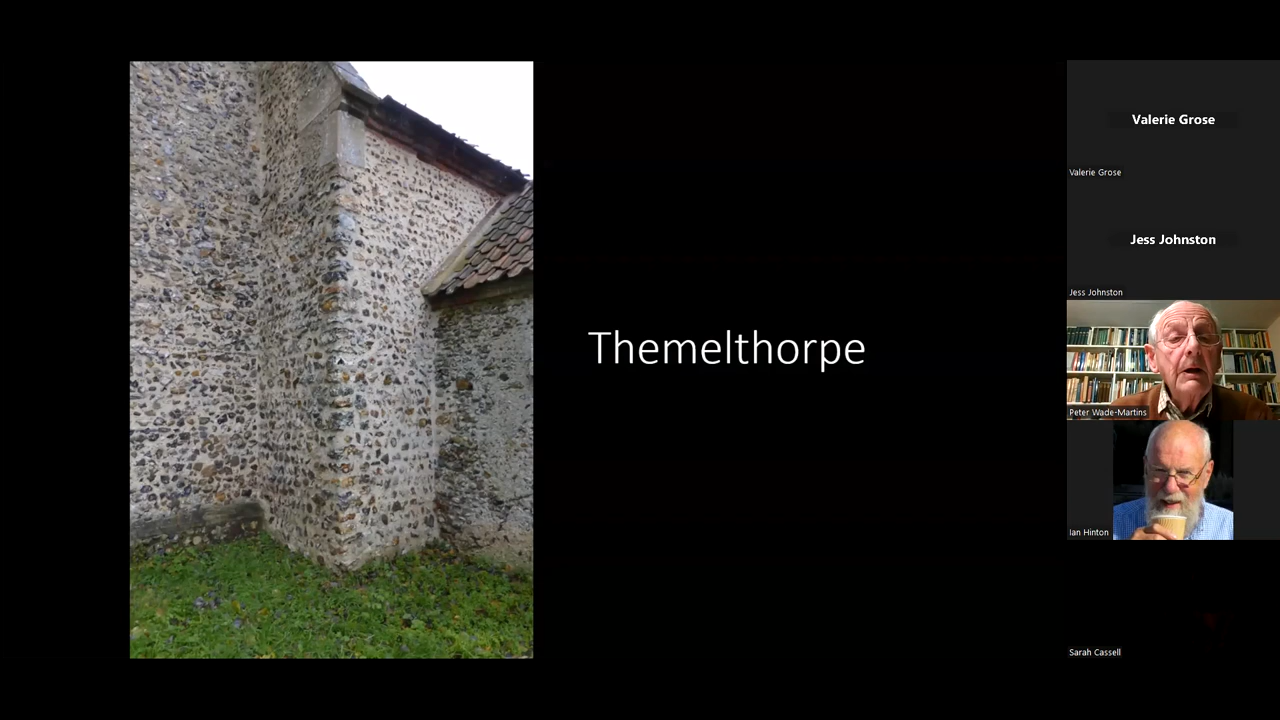 Themelthorpe
Valerie Grose
Valerie Grose
Jess Johnston
Jess Johnston
Peter Wade-Martins
Ian Hinton
Sarah Cassell